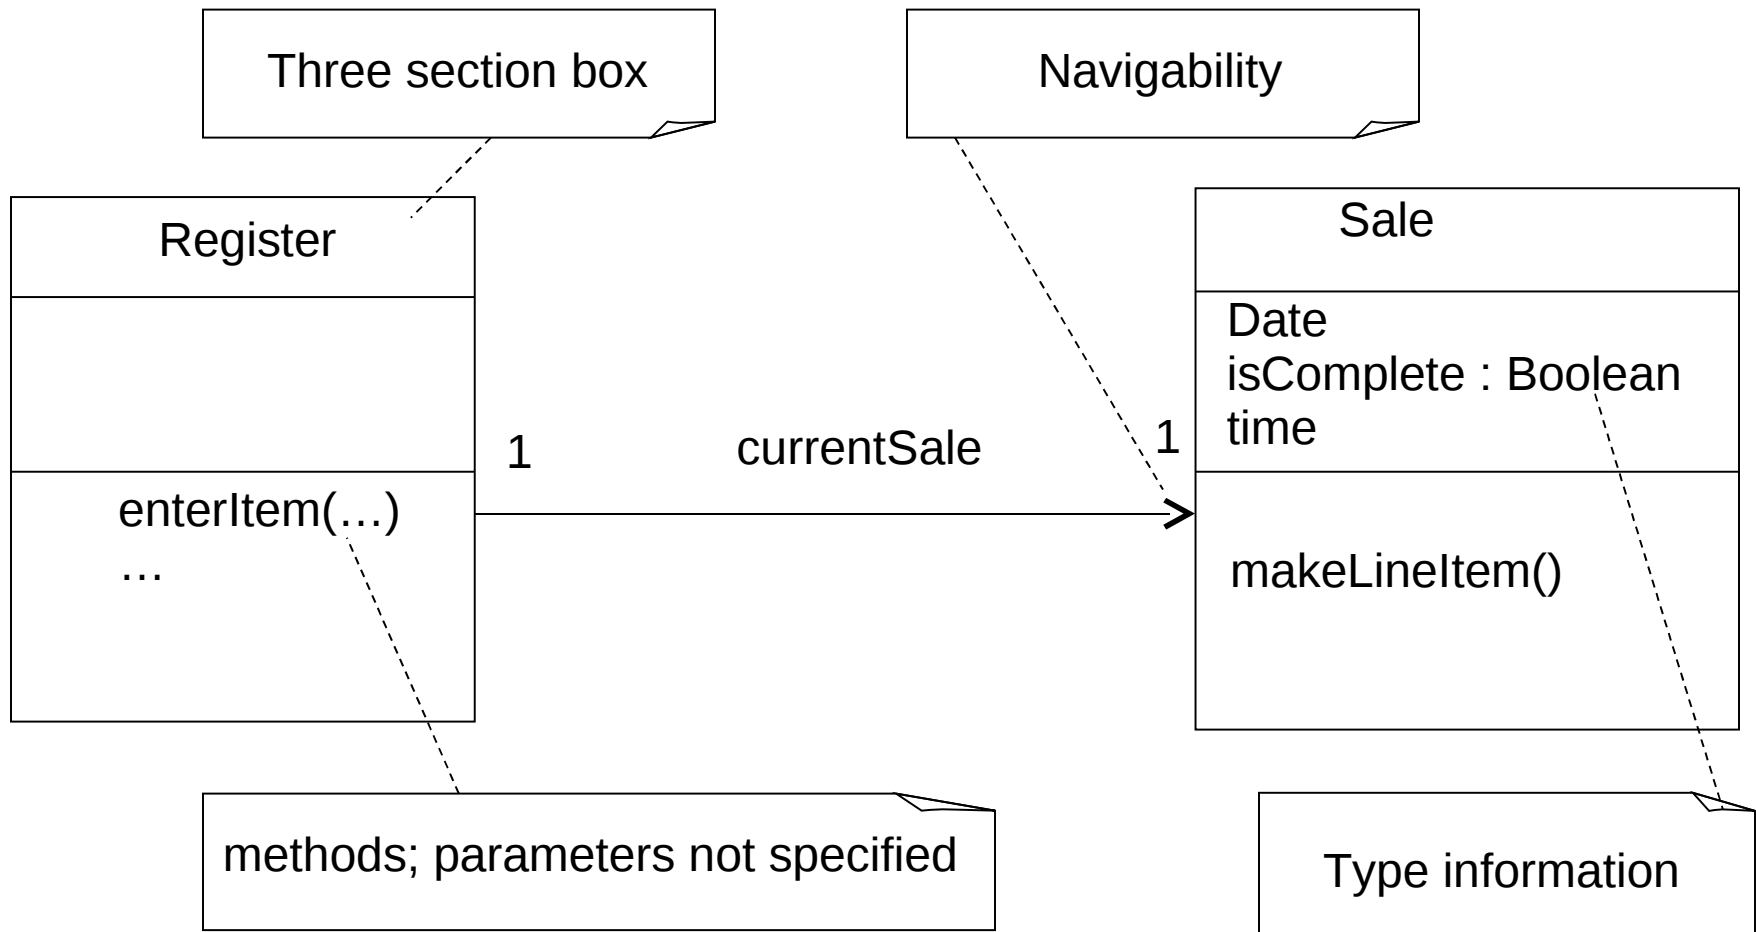 Three section box
Navigability
Register
Sale
Date
isComplete : Boolean
time
1
currentSale
1
enterItem(…)
…
makeLineItem()
methods; parameters not specified
Type information